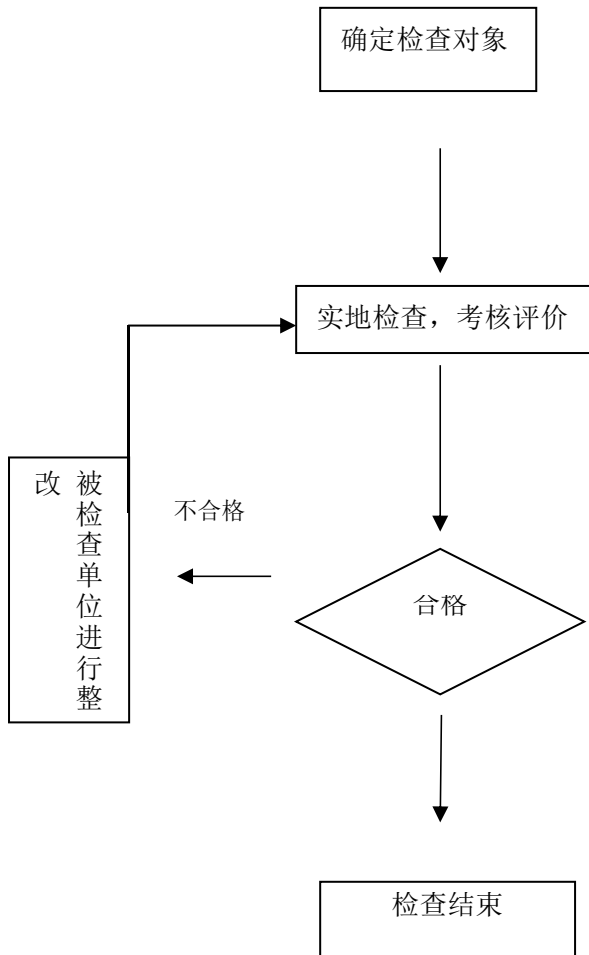 确定检查对象
实地检查，考核评价
被检查单位进行整
改
不合格
合格
检查结束